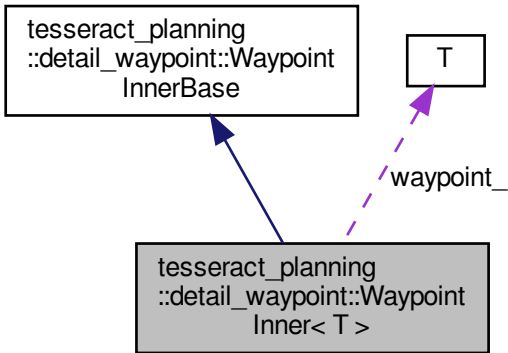 tesseract_planning
::detail_waypoint::Waypoint
InnerBase
T
waypoint_
tesseract_planning
::detail_waypoint::Waypoint
Inner< T >